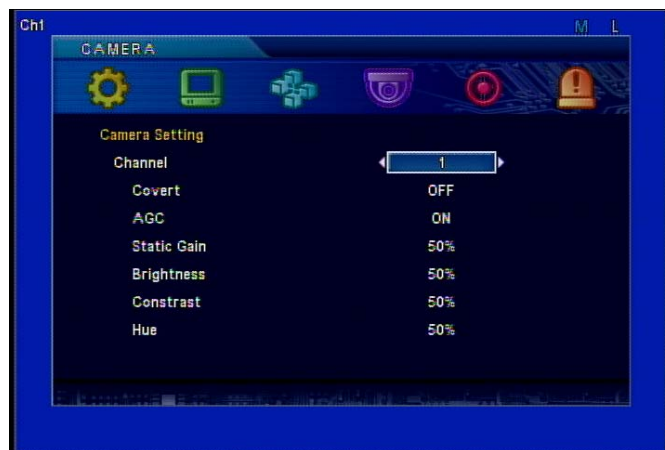 Ch1
M L
CAMERA
Camera Setting
Channel 1
Covert OFF
AGC ON
Static Gain 50%
Brightness 50%
Constrast 50%
Hue 50%